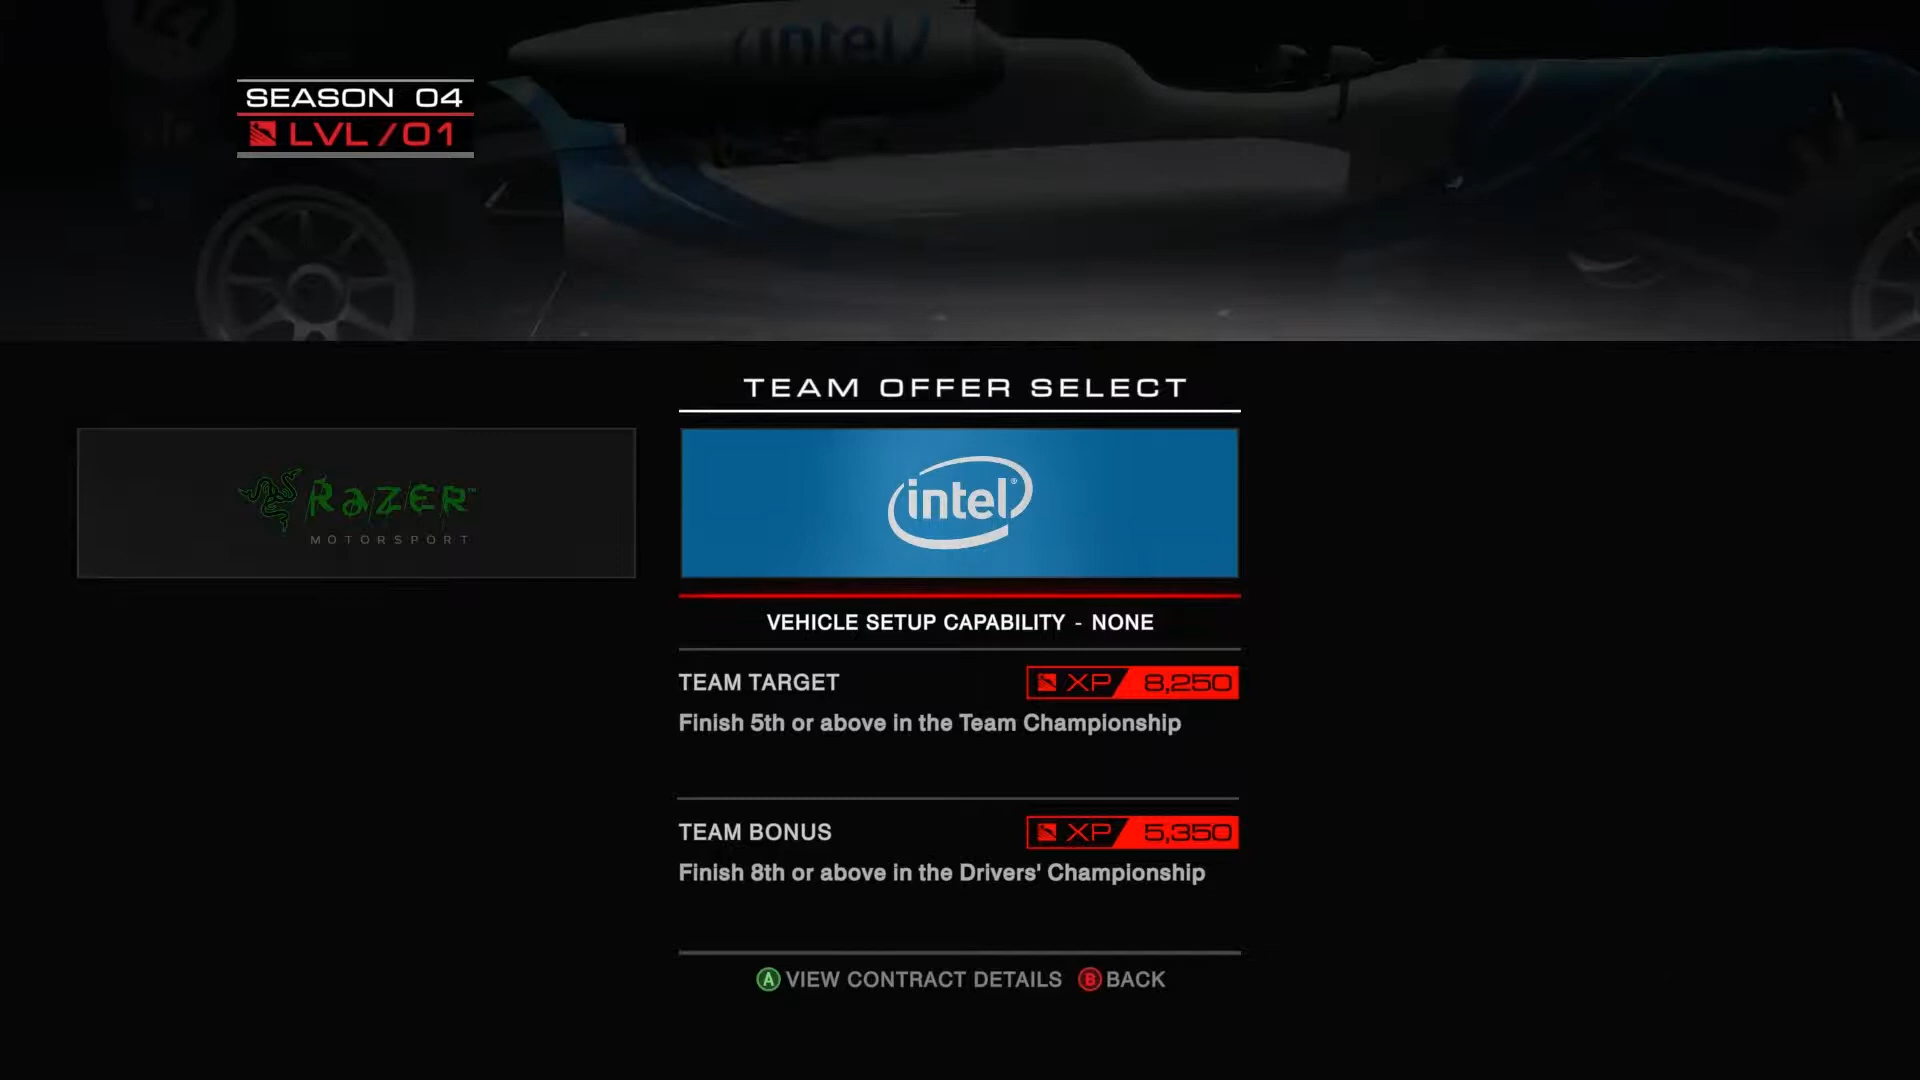 intel
SEASON 04
LVL/01
TEAM OFFER SELECT
RAZER™
MOTORSPORT
intel®
VEHICLE SETUP CAPABILITY - NONE
TEAM TARGET
XP 8,250
Finish 5th or above in the Team Championship
TEAM BONUS
XP 5,350
Finish 8th or above in the Drivers' Championship
A VIEW CONTRACT DETAILS B BACK